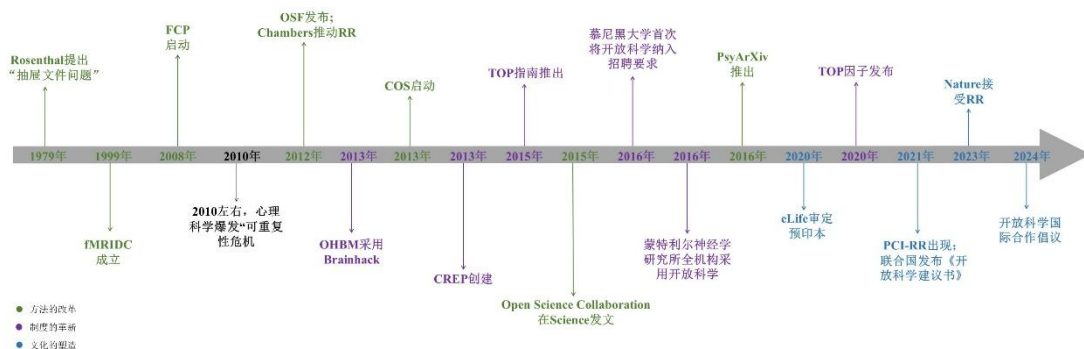 Rosenthal提出
“抽屉文件问题”
FCP
启动
OSF发布；
Chambers推动RR
COS启动
TOP指南推出
慕尼黑大学首次
将开放科学纳入
招聘要求
PsyArXiv
推出
TOP因子发布
Nature接
受RR
1979年
1999年
2008年
2010年
2012年
2013年
2013年
2013年
2015年
2015年
2016年
2016年
2016年
2020年
2020年
2021年
2023年
2024年
fMRIDC
成立
2010左右，心理
科学爆发“可重复
性危机
OHBM采用
Brainhack
CREP创建
Open Science Collaboration
在Science发文
蒙特利尔神经学
研究所全机构采
用开放科学
eLife审定
预印本
PCI-RR出现；
联合国发布《开
放科学建议书》
开放科学国
际合作倡议
方法的改革
制度的革新
文化的塑造